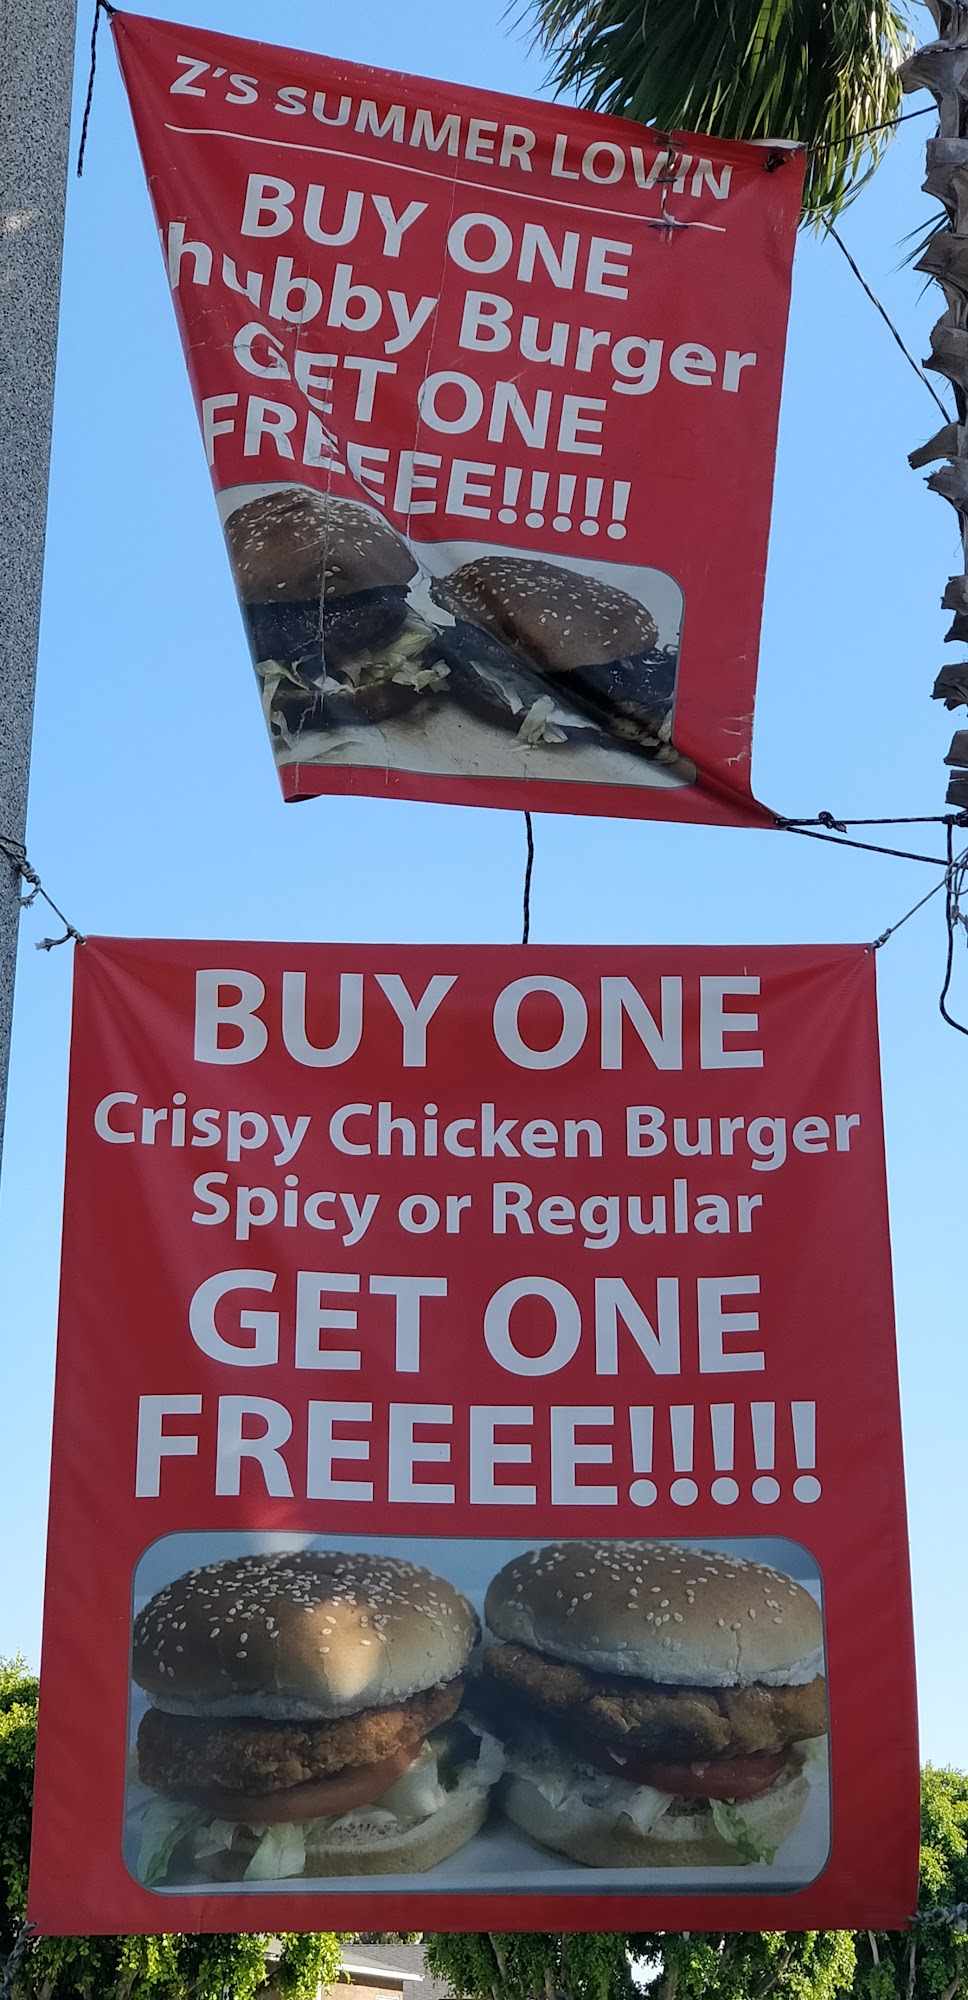 Z'S SUMMER LOVIN
BUY ONE
hubby Burger
GET ONE
FREEEE!!!!!
BUY ONE
Crispy Chicken Burger
Spicy or Regular
GET ONE
FREEEE!!!!!